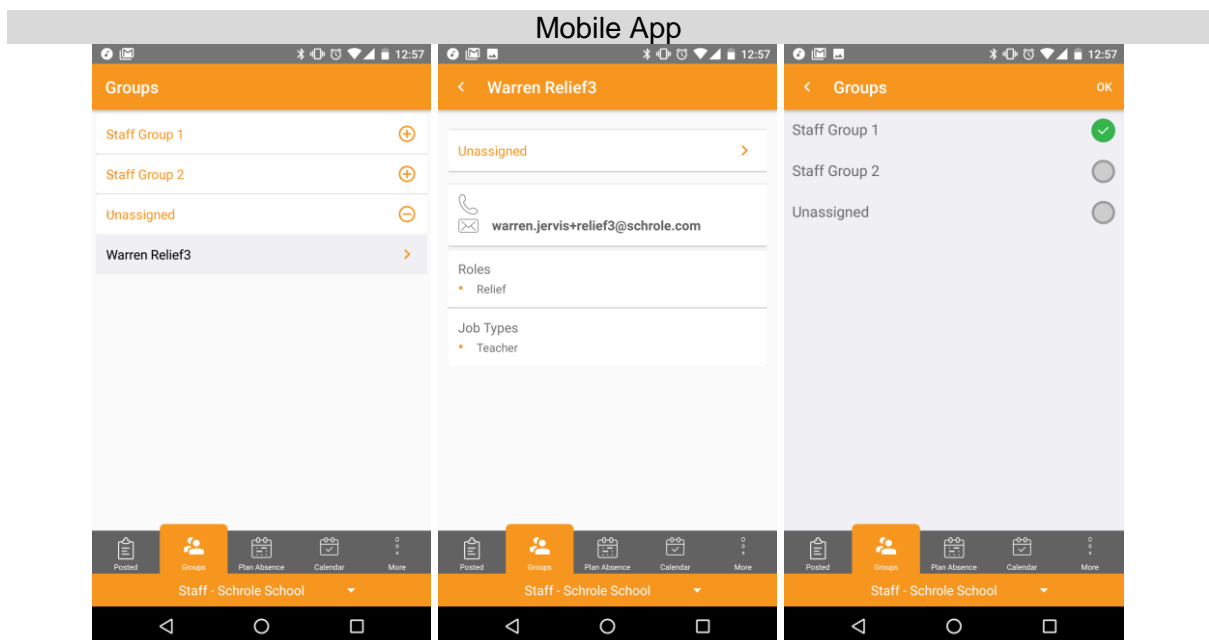 Mobile App
12:57
Groups
Staff Group 1
Staff Group 2
Unassigned
Warren Relief3
Posted
Groups
Plan Absence
Calendar
More
Staff - Schrole School
12:57
Warren Relief3
Unassigned
warren.jervis+relief3@schrole.com
Roles
• Relief
Job Types
• Teacher
Posted
Groups
Plan Absence
Calendar
More
Staff - Schrole School
12:57
Groups OK
Staff Group 1
Staff Group 2
Unassigned
Posted
Groups
Plan Absence
Calendar
More
Staff - Schrole School